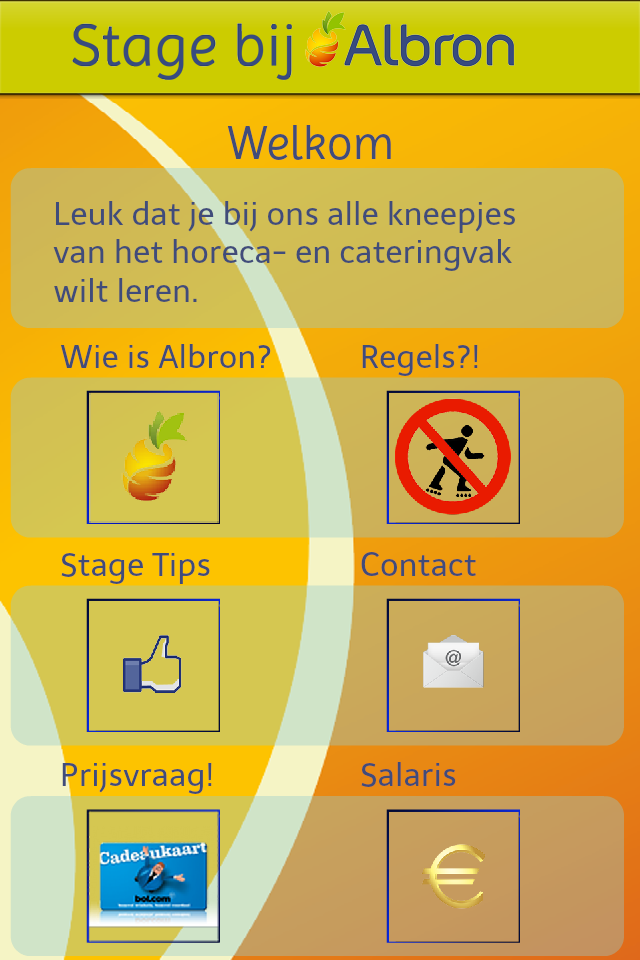 Stage bij Albron
Welkom
Leuk dat je bij ons alle kneepjes
van het horeca- en cateringvak
wilt leren.
Wie is Albron?
Regels?!
Stage Tips
Contact
@
Prijsvraag!
Salaris
Cadeaukaart
bol.com
€